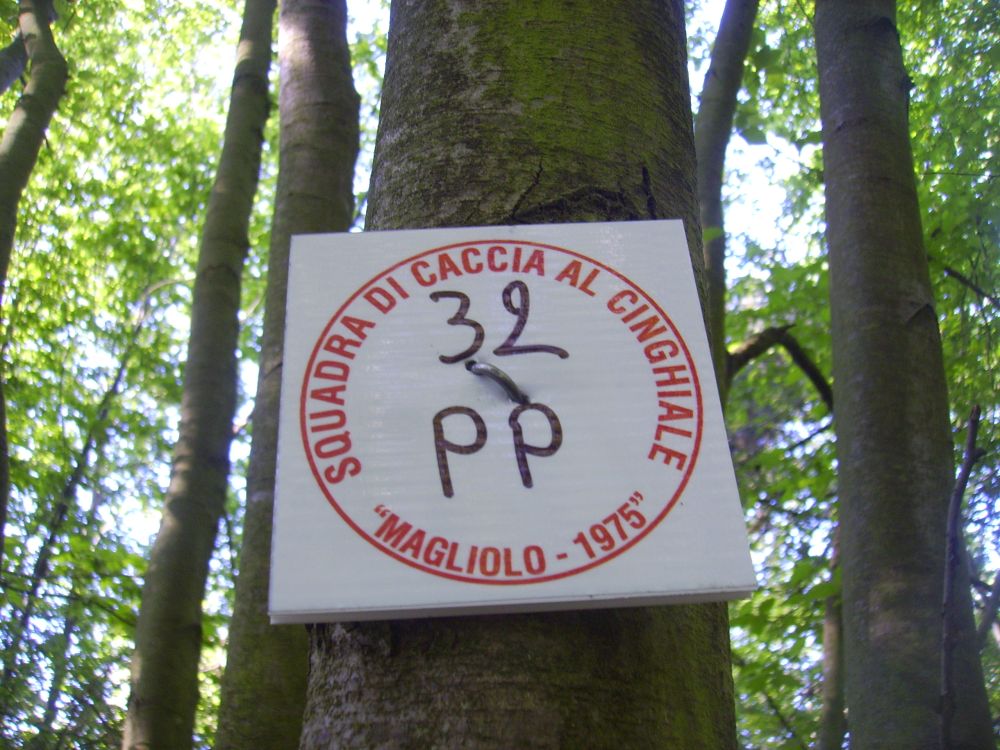 SQUADRA DI CACCIA AL CINGHIALE
32
PP
"MAGLIOLO - 1975"